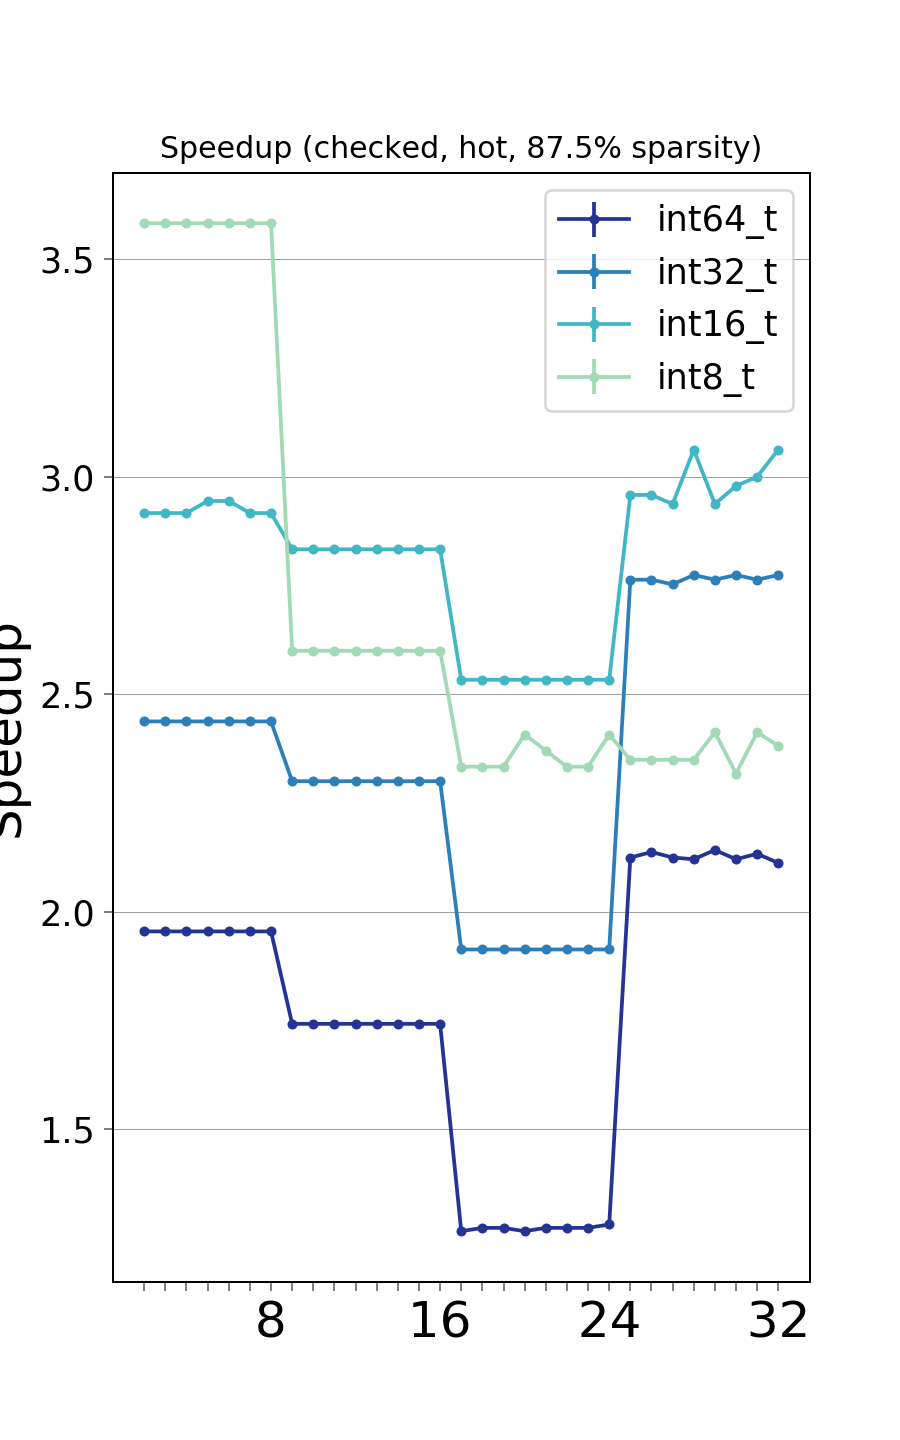 Speedup (checked, hot, 87.5% sparsity)
int64_t
int32_t
int16_t
int8_t
3.5
3.0
2.5
2.0
1.5
Speedup
8 16 24 32